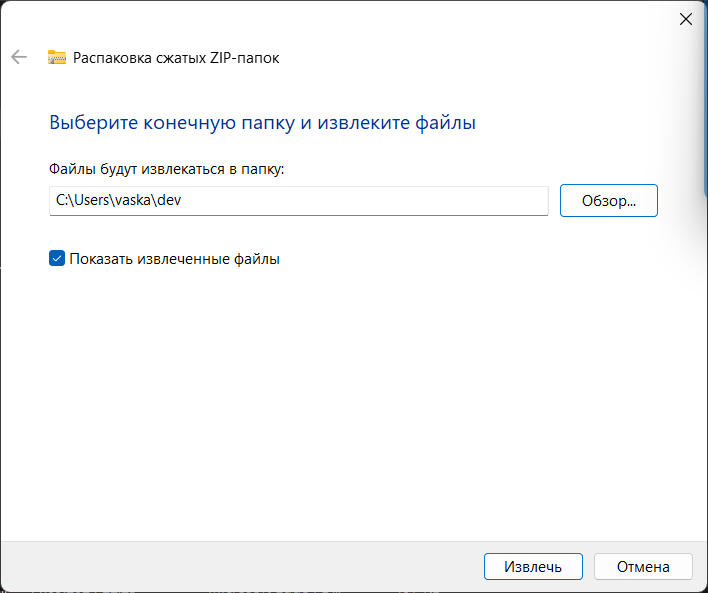 Распаковка сжатых ZIP-папок
Выберите конечную папку и извлеките файлы
Файлы будут извлекаться в папку:
C:\Users\vaska\dev
Обзор...
Показать извлеченные файлы
Извлечь
Отмена